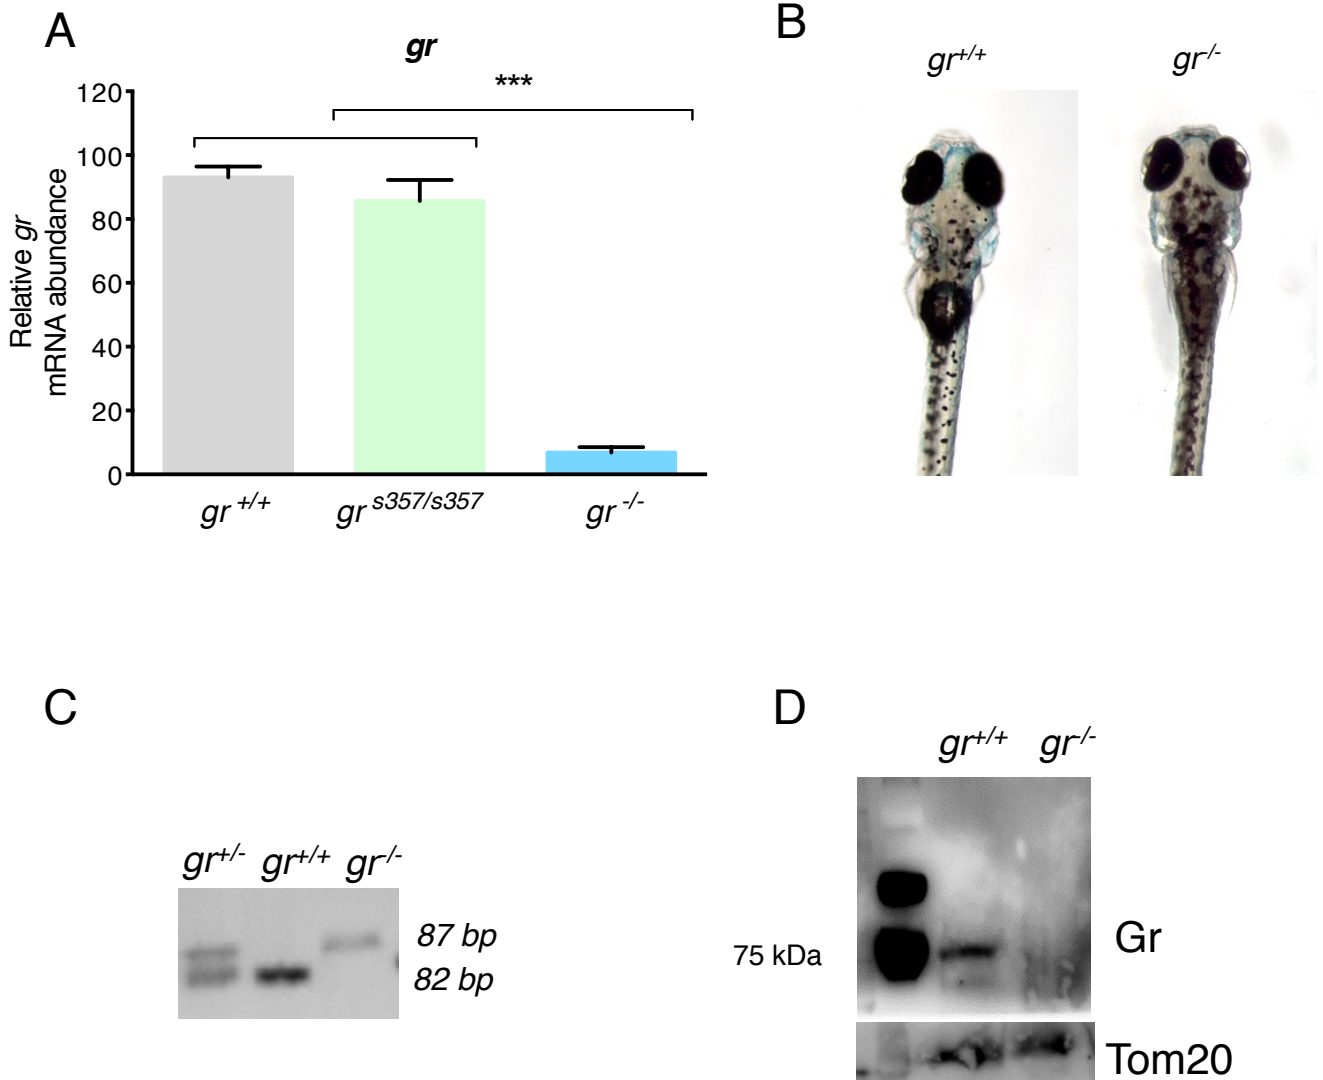 A
gr
***
120
100
80
60
40
20
0
Relative gr
mRNA abundance
gr +/+
gr s357/s357
gr -/-
B
gr+/+
gr-/-
C
gr+/-
gr+/+
gr-/-
87 bp
82 bp
D
gr+/+
gr-/-
75 kDa
Gr
Tom20